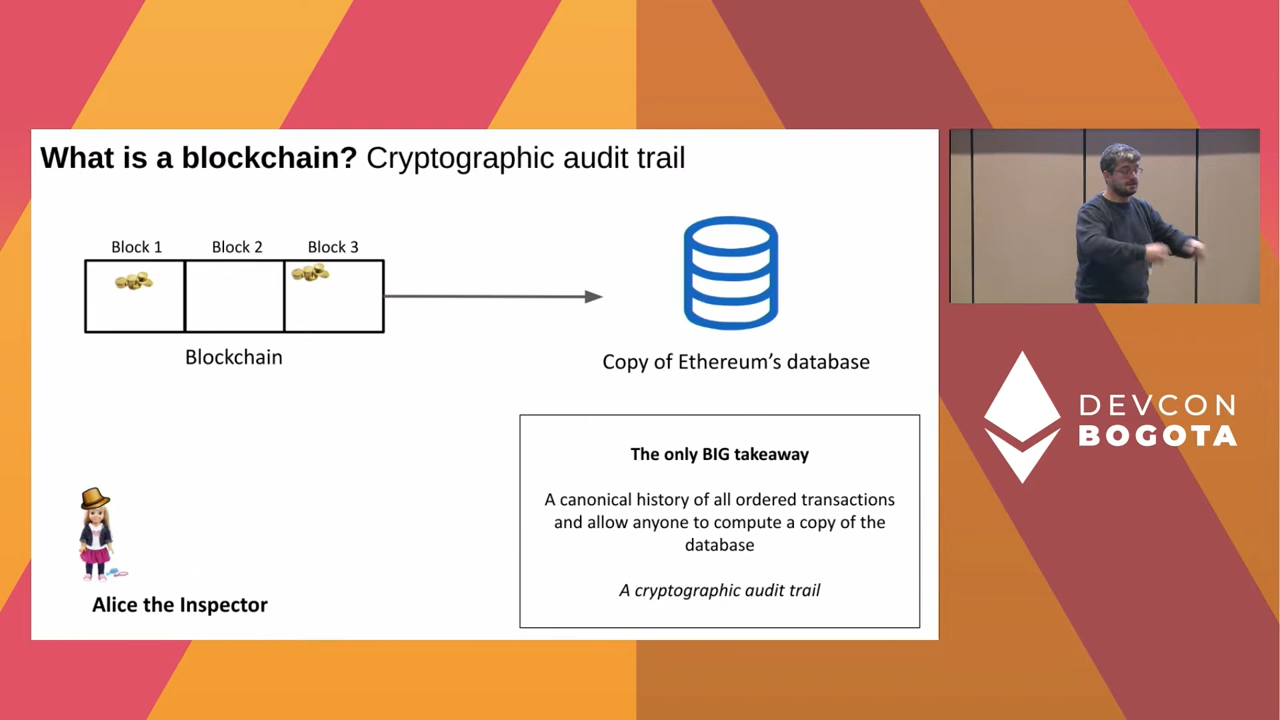 What is a blockchain? Cryptographic audit trail
Block 1
Block 2
Block 3
Blockchain
Copy of Ethereum's database
The only BIG takeaway
A canonical history of all ordered transactions
and allow anyone to compute a copy of the
database
A cryptographic audit trail
Alice the Inspector
DEVCON
BOGOTA